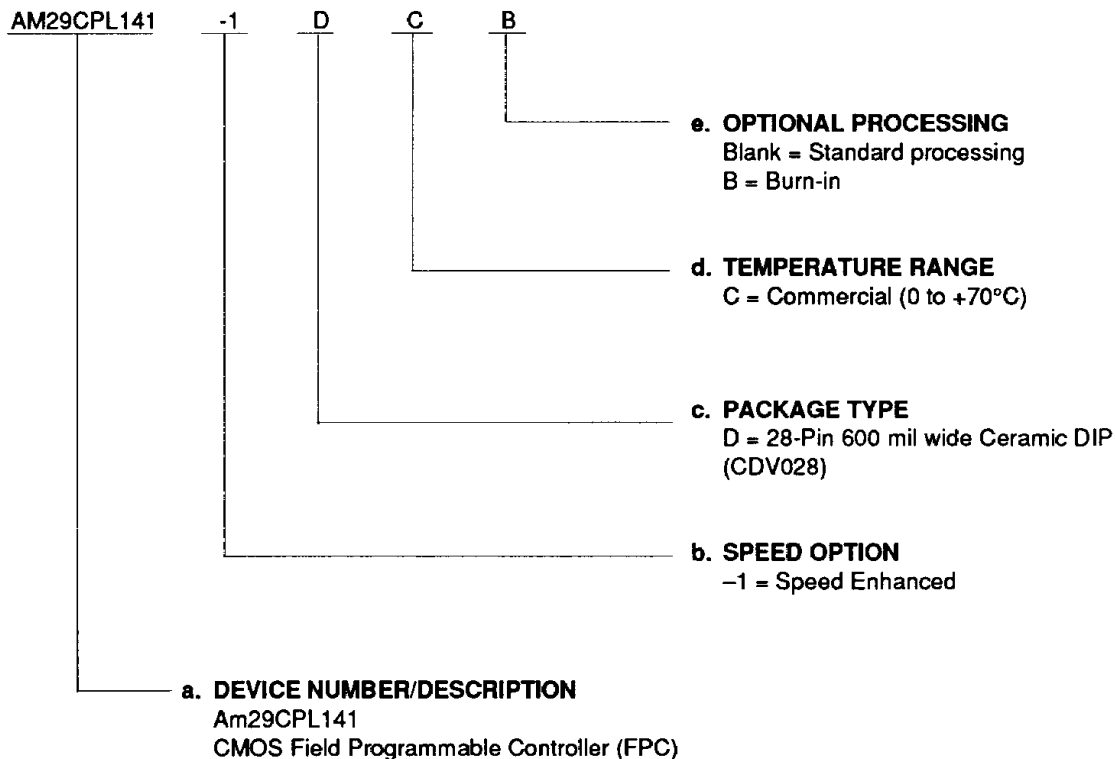 AM29CPL141 -1 D C B
e. OPTIONAL PROCESSING
Blank = Standard processing
B = Burn-in
d. TEMPERATURE RANGE
C = Commercial (0 to +70°C)
c. PACKAGE TYPE
D = 28-Pin 600 mil wide Ceramic DIP
(CDV028)
b. SPEED OPTION
–1 = Speed Enhanced
a. DEVICE NUMBER/DESCRIPTION
Am29CPL141
CMOS Field Programmable Controller (FPC)